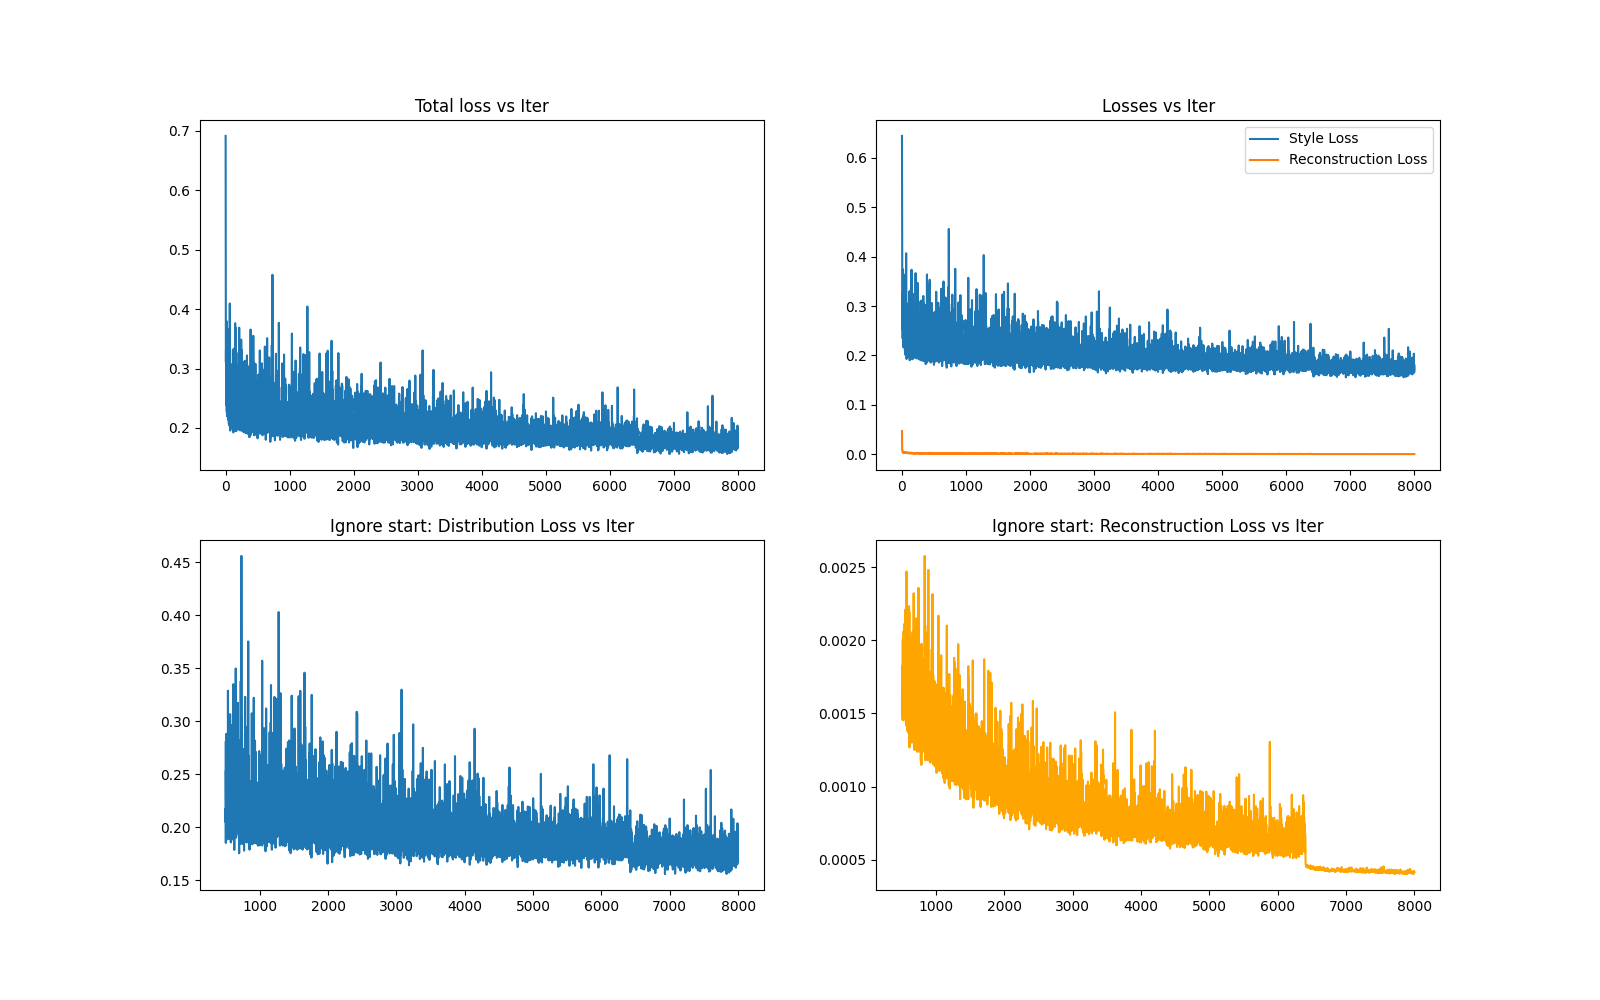 Total loss vs Iter
0.7
0.6
0.5
0.4
0.3
0.2
0 1000 2000 3000 4000 5000 6000 7000 8000
Losses vs Iter
Style Loss
Reconstruction Loss
0.6
0.5
0.4
0.3
0.2
0.1
0.0
0 1000 2000 3000 4000 5000 6000 7000 8000
Ignore start: Distribution Loss vs Iter
0.45
0.40
0.35
0.30
0.25
0.20
0.15
1000 2000 3000 4000 5000 6000 7000 8000
Ignore start: Reconstruction Loss vs Iter
0.0025
0.0020
0.0015
0.0010
0.0005
1000 2000 3000 4000 5000 6000 7000 8000